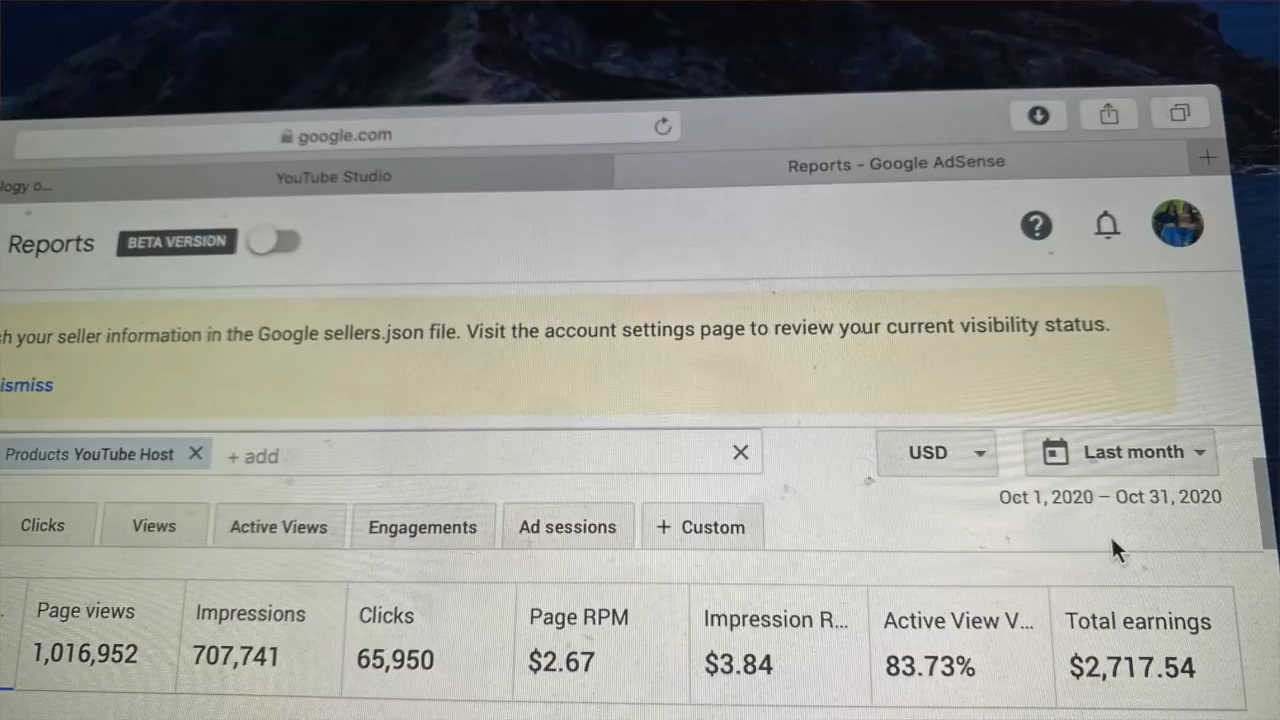 google.com
logy o...
YouTube Studio
Reports - Google AdSense
+
Reports
BETA VERSION
?
h your seller information in the Google sellers.json file. Visit the account settings page to review your current visibility status.
ismiss
Products YouTube Host ×
+ add
×
USD
Last month
Oct 1, 2020 – Oct 31, 2020
Clicks
Views
Active Views
Engagements
Ad sessions
+ Custom
Page views
Impressions
Clicks
Page RPM
Impression R...
Active View V...
Total earnings
1,016,952
707,741
65,950
$2.67
$3.84
83.73%
$2,717.54